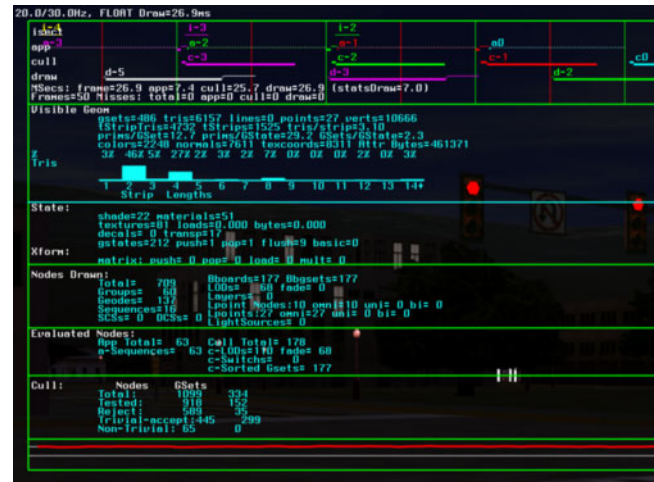 20.0/30.0Hz, FLOAT Draw=26.9ms
i-4 i-3 i-2
isect
app a-3 a-2 a-1 a0
cull c-3 c-2 c-1 c0
draw d-5 d-3 d-2
MSecs: frame=26.9 app=7.4 cull=25.7 draw=26.9 (statsDraw=7.0)
Frames=50 Misses: total=0 app=0 cull=0 draw=0
Visible Geom
gsets=486 tris=6157 lines=0 points=27 verts=10666
tStripTris=4732 tStrips=1525 tris/strip=3.10
prims/GSet=12.7 prims/GState=29.2 GSets/GState=2.3
colors=2248 normals=7611 texcoords=8311 Attr Bytes=461371
% 3% 46% 5% 27% 2% 3% 2% 7% 0% 0% 0% 2% 0% 3%
Tris
1 2 3 4 5 6 7 8 9 10 11 12 13 14+
Strip Lengths
State:
shade=22 materials=51
textures=81 loads=0.000 bytes=0.000
decals= 0 transp=17
gstates=212 push=1 pop=1 flush=9 basic=0
Xform:
matrix: push= 0 pop= 0 load= 0 mult= 0
Nodes Drawn:
Total= 709 Bboards=177 Bbgsets=177
Groups= 60 LODs= 68 fade= 0
Geodes= 137 Layers= 0
Sequences=16 Lpoint Nodes:10 omni=10 uni= 0 bi= 0
SCSs= 0 DCSs= 0 Lpoints:27 omni=27 uni= 0 bi= 0
LightSources= 0
Evaluated Nodes:
App Total= 63 Cull Total= 178
a-Sequences= 63 c-LODs=110 fade= 68
c-Switchs= 0
c-Sorted Gsets= 177
Cull: Nodes GSets
Total: 1099 334
Tested: 918 152
Reject: 589 35
Trivial-accept:445 299
Non-Trivial: 65 0